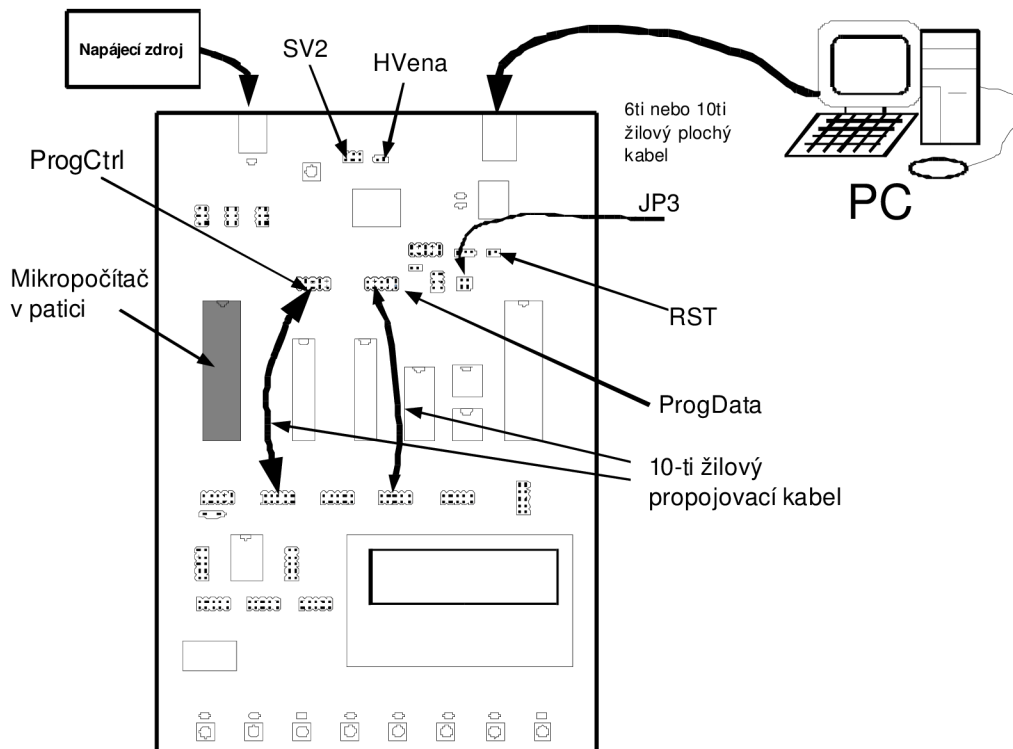 Napájecí zdroj
SV2
HVena
6ti nebo 10ti
žilový plochý
kabel
PC
ProgCtrl
JP3
Mikropočítač
v patici
RST
ProgData
10-ti žilový
propojovací kabel